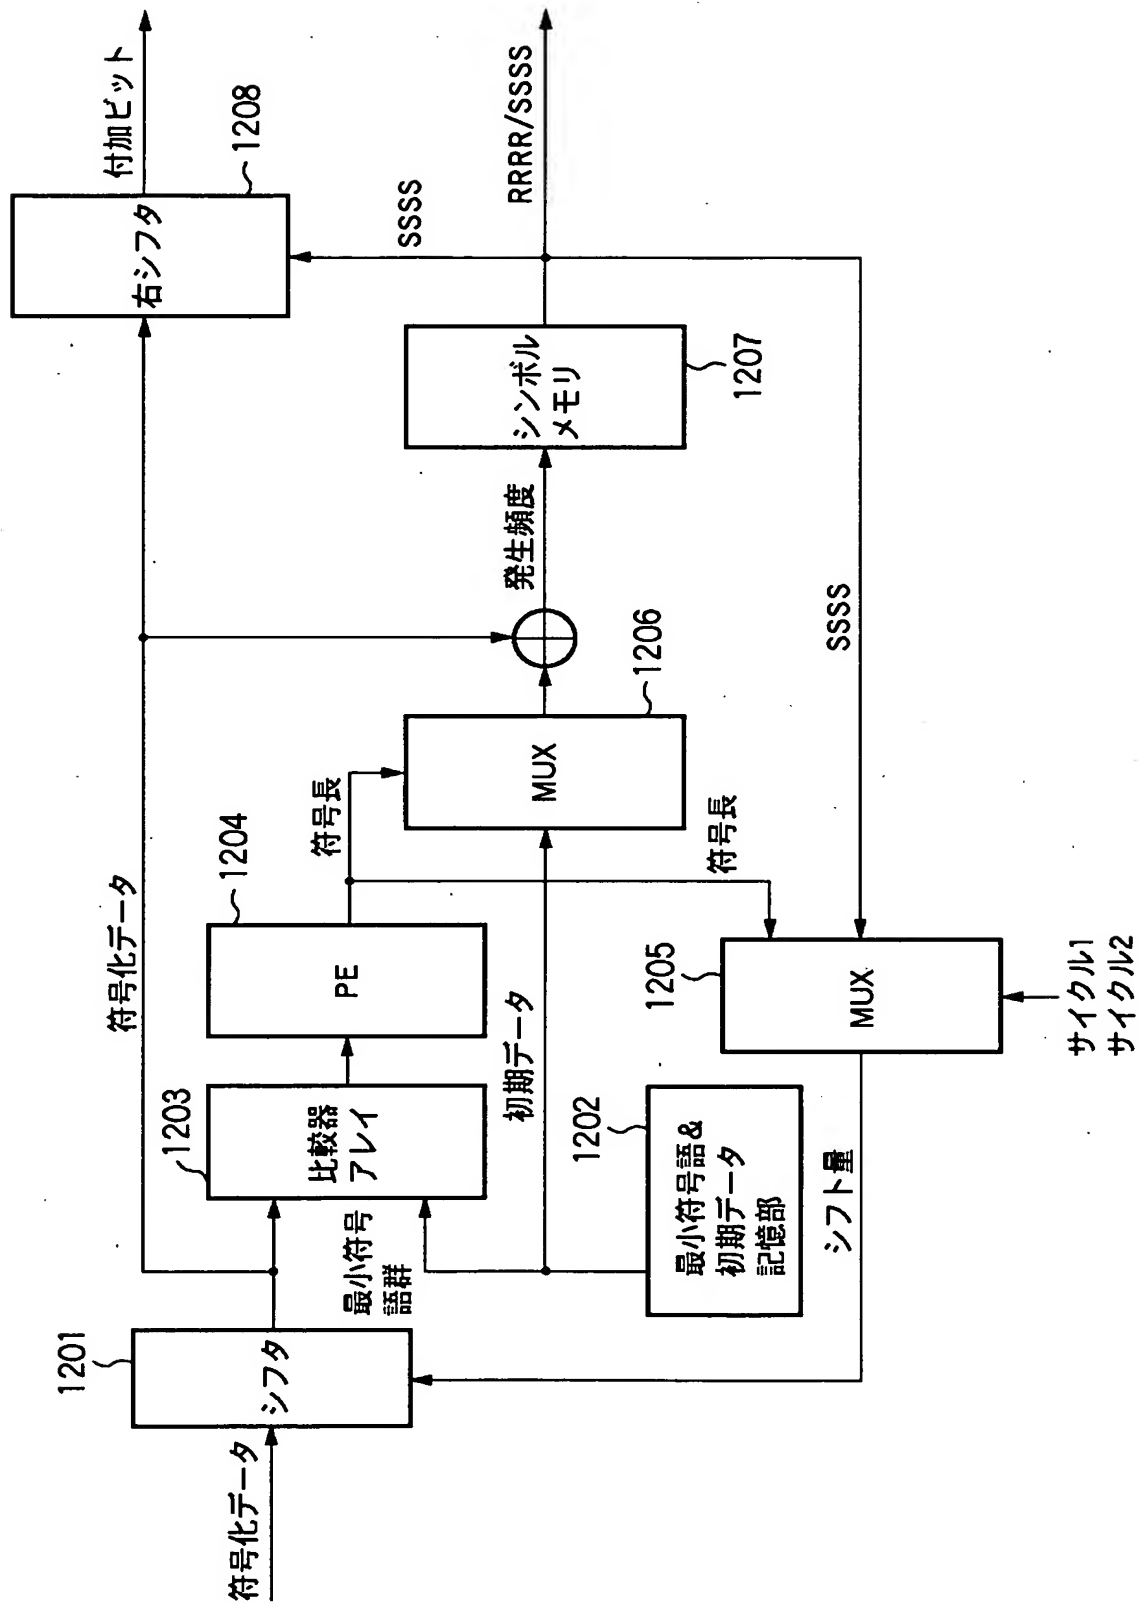 符号化データ
1201
シフタ
符号化データ
最小符号
語群
1203
比較器
アレイ
1204
PE
符号長
初期データ
1202
最小符号語&
初期データ
記憶部
シフト量
1205
MUX
サイクル1
サイクル2
符号長
MUX
1206
発生頻度
シンボル
メモリ
1207
SSSS
SSSS
RRRR/SSSS
右シフタ
1208
付加ビット